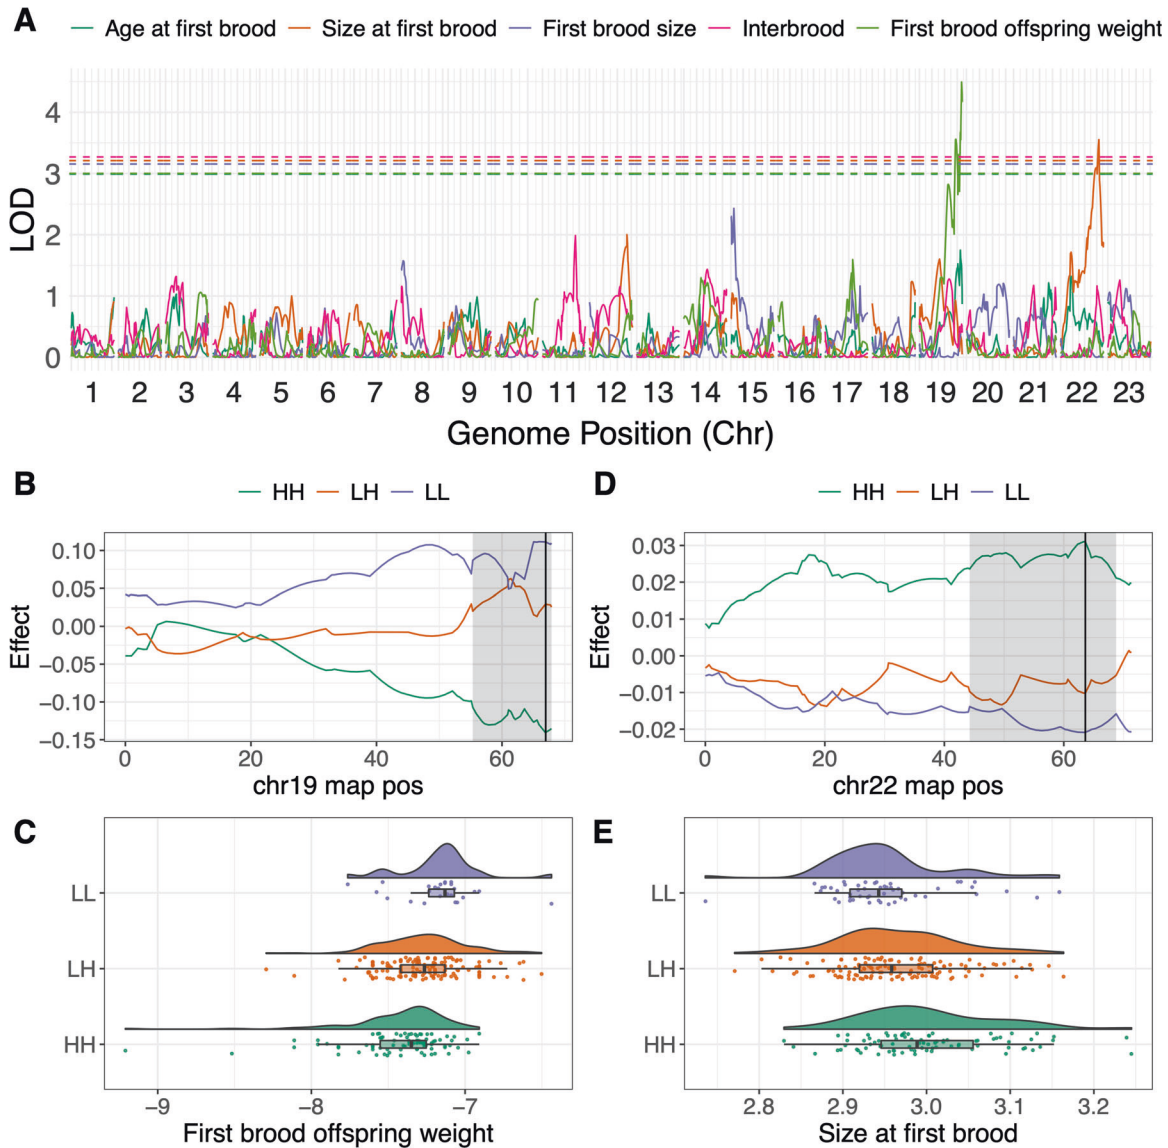 A
Age at first brood Size at first brood First brood size Interbrood First brood offspring weight
4
3
2
1
0
LOD
1 2 3 4 5 6 7 8 9 10 11 12 13 14 15 16 17 18 19 20 21 22 23
Genome Position (Chr)
B
HH LH LL
0.10
0.05
0.00
−0.05
−0.10
−0.15
Effect
0 20 40 60
chr19 map pos
D
HH LH LL
0.03
0.02
0.00
−0.01
−0.02
Effect
0 20 40 60
chr22 map pos
C
LL
LH
HH
−9 −8 −7
First brood offspring weight
E
LL
LH
HH
2.8 2.9 3.0 3.1 3.2
Size at first brood